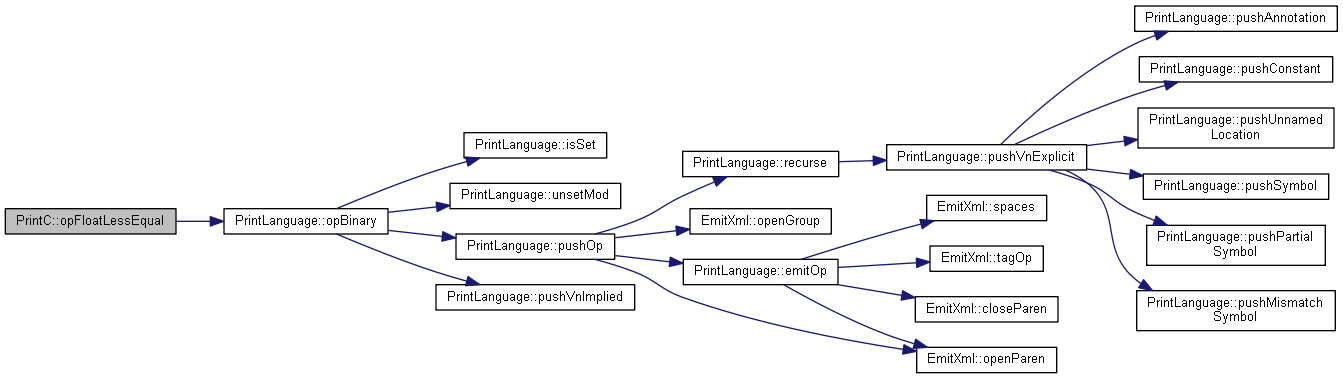 PrintC::opFloatLessEqual
PrintLanguage::opBinary
PrintLanguage::isSet
PrintLanguage::unsetMod
PrintLanguage::pushOp
PrintLanguage::pushVnImplied
PrintLanguage::recurse
EmitXml::openGroup
PrintLanguage::emitOp
PrintLanguage::pushVnExplicit
EmitXml::spaces
EmitXml::tagOp
EmitXml::closeParen
EmitXml::openParen
PrintLanguage::pushAnnotation
PrintLanguage::pushConstant
PrintLanguage::pushUnnamed
Location
PrintLanguage::pushSymbol
PrintLanguage::pushPartial
Symbol
PrintLanguage::pushMismatch
Symbol